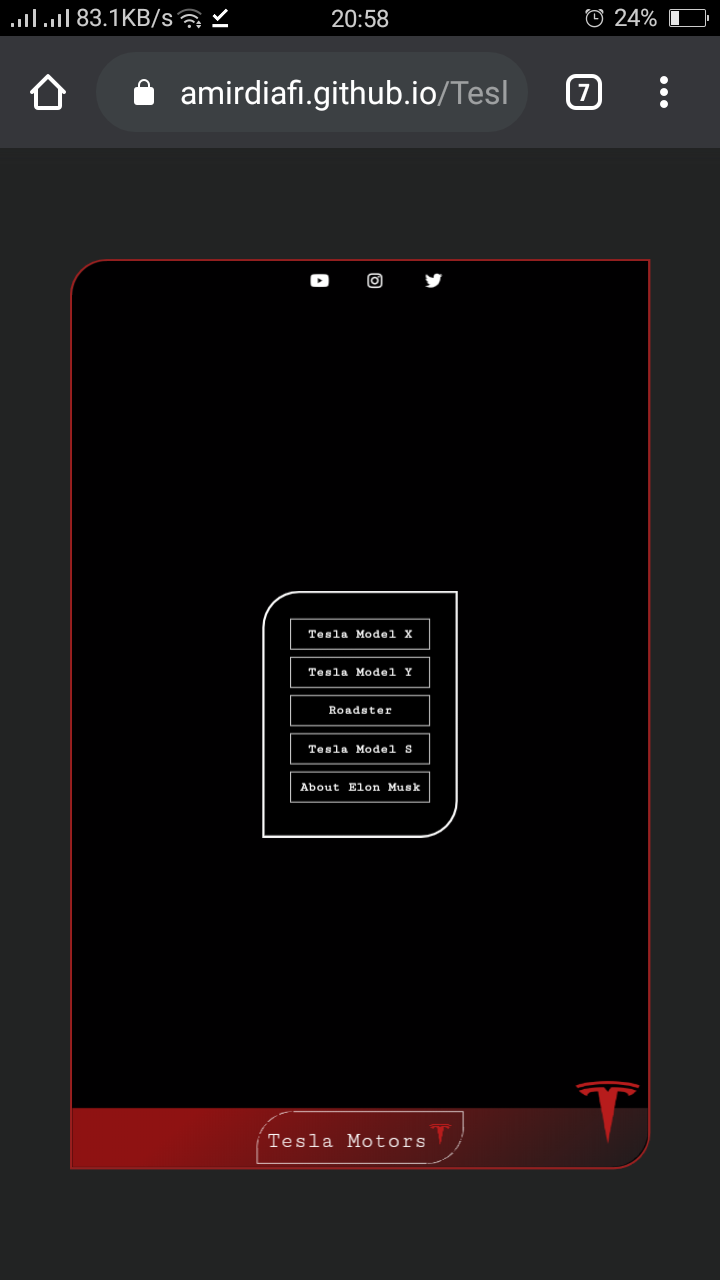 83.1KB/s 20:58 24%
amirdiafi.github.io/Tesl 7
Tesla Model X
Tesla Model Y
Roadster
Tesla Model S
About Elon Musk
Tesla Motors